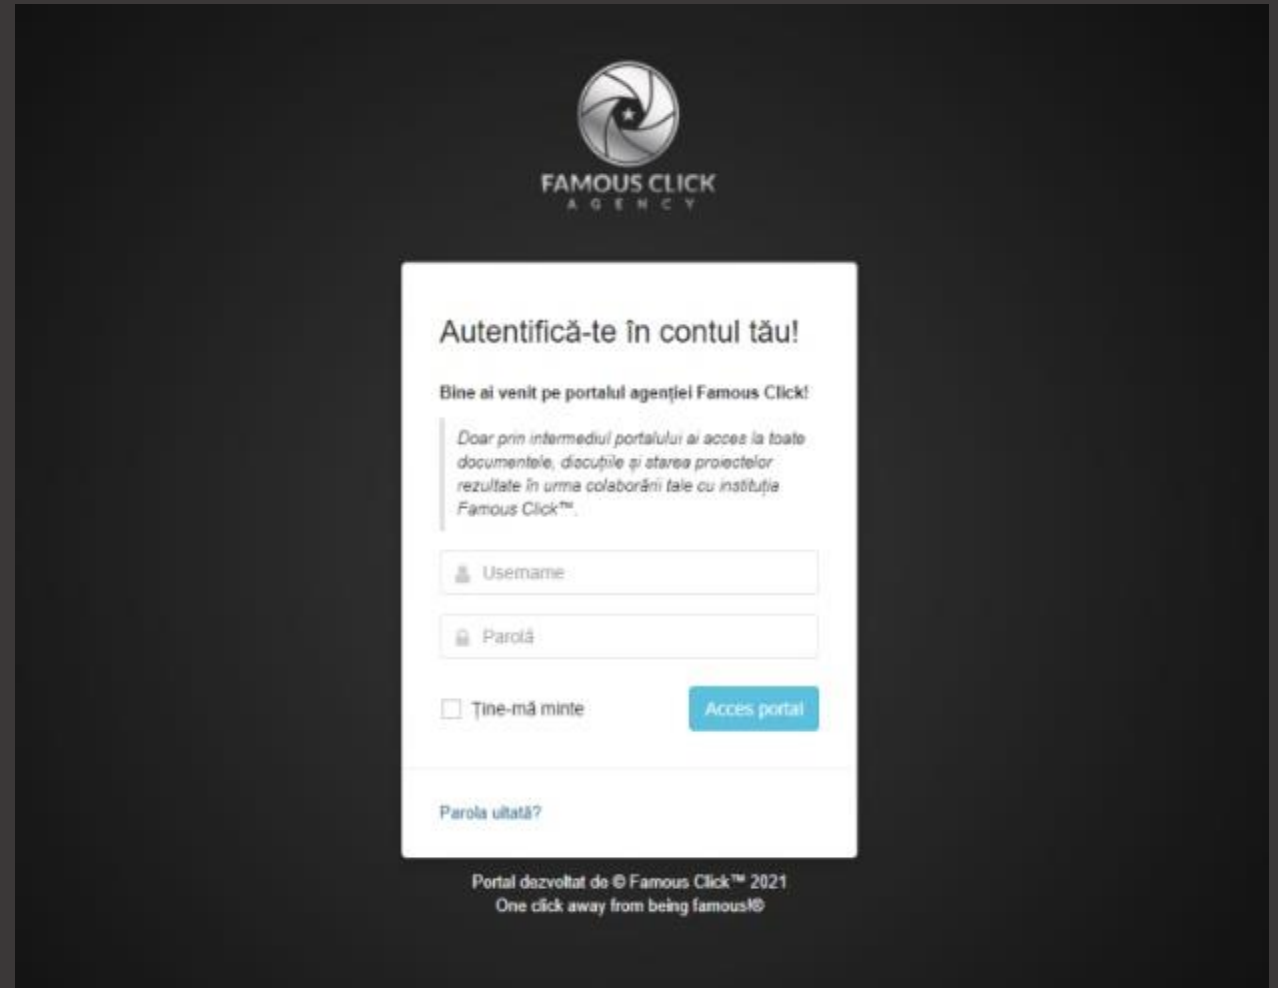 FAMOUS CLICK
AGENCY
Autentifică-te în contul tău!
Bine ai venit pe portalul agenției Famous Click!
Doar prin intermediul portalului ai acces la toate
documentele, discuțiile și starea proiectelor
rezultate în urma colaborării tale cu instituția
Famous Click™.
Username
Parolă
Ține-mă minte
Acces portal
Parola uitată?
Portal dezvoltat de © Famous Click™ 2021
One click away from being famous!®